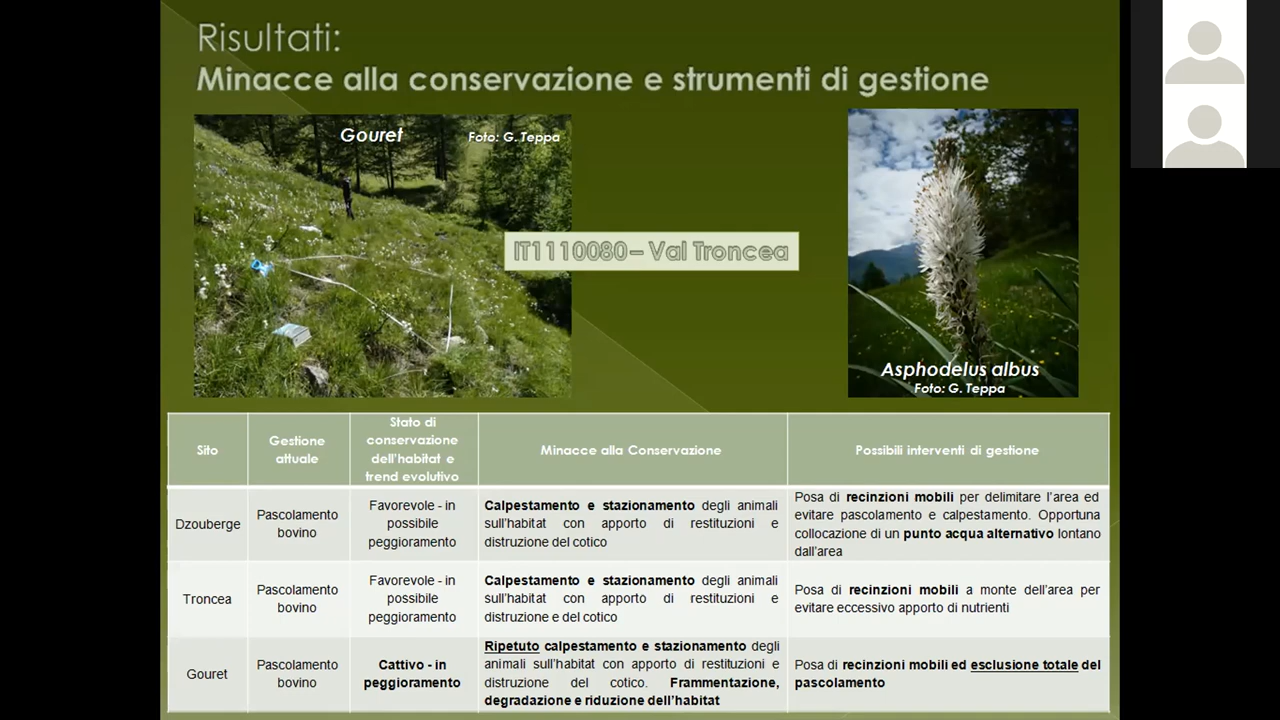 Risultati:
Minacce alla conservazione e strumenti di gestione
Gouret
Foto: G. Teppa
IT1110080 – Val Troncea
Asphodelus albus
Foto: G. Teppa
Sito
Gestione
attuale
Stato di
conservazione
dell'habitat e
trend evolutivo
Minacce alla Conservazione
Possibili interventi di gestione
Dzouberge
Pascolamento
bovino
Favorevole - in
possibile
peggioramento
Calpestamento e stazionamento degli animali
sull'habitat con apporto di restituzioni e
distruzione del cotico
Posa di recinzioni mobili per delimitare l'area ed
evitare pascolamento e calpestamento. Opportuna
collocazione di un punto acqua alternativo lontano
dall'area
Troncea
Pascolamento
bovino
Favorevole - in
possibile
peggioramento
Calpestamento e stazionamento degli animali
sull'habitat con apporto di restituzioni e
distruzione e del cotico
Posa di recinzioni mobili a monte dell'area per
evitare eccessivo apporto di nutrienti
Gouret
Pascolamento
bovino
Cattivo - in
peggioramento
Ripetuto calpestamento e stazionamento degli
animali sull'habitat con apporto di restituzioni e
distruzione del cotico. Frammentazione,
degradazione e riduzione dell'habitat
Posa di recinzioni mobili ed esclusione totale del
pascolamento